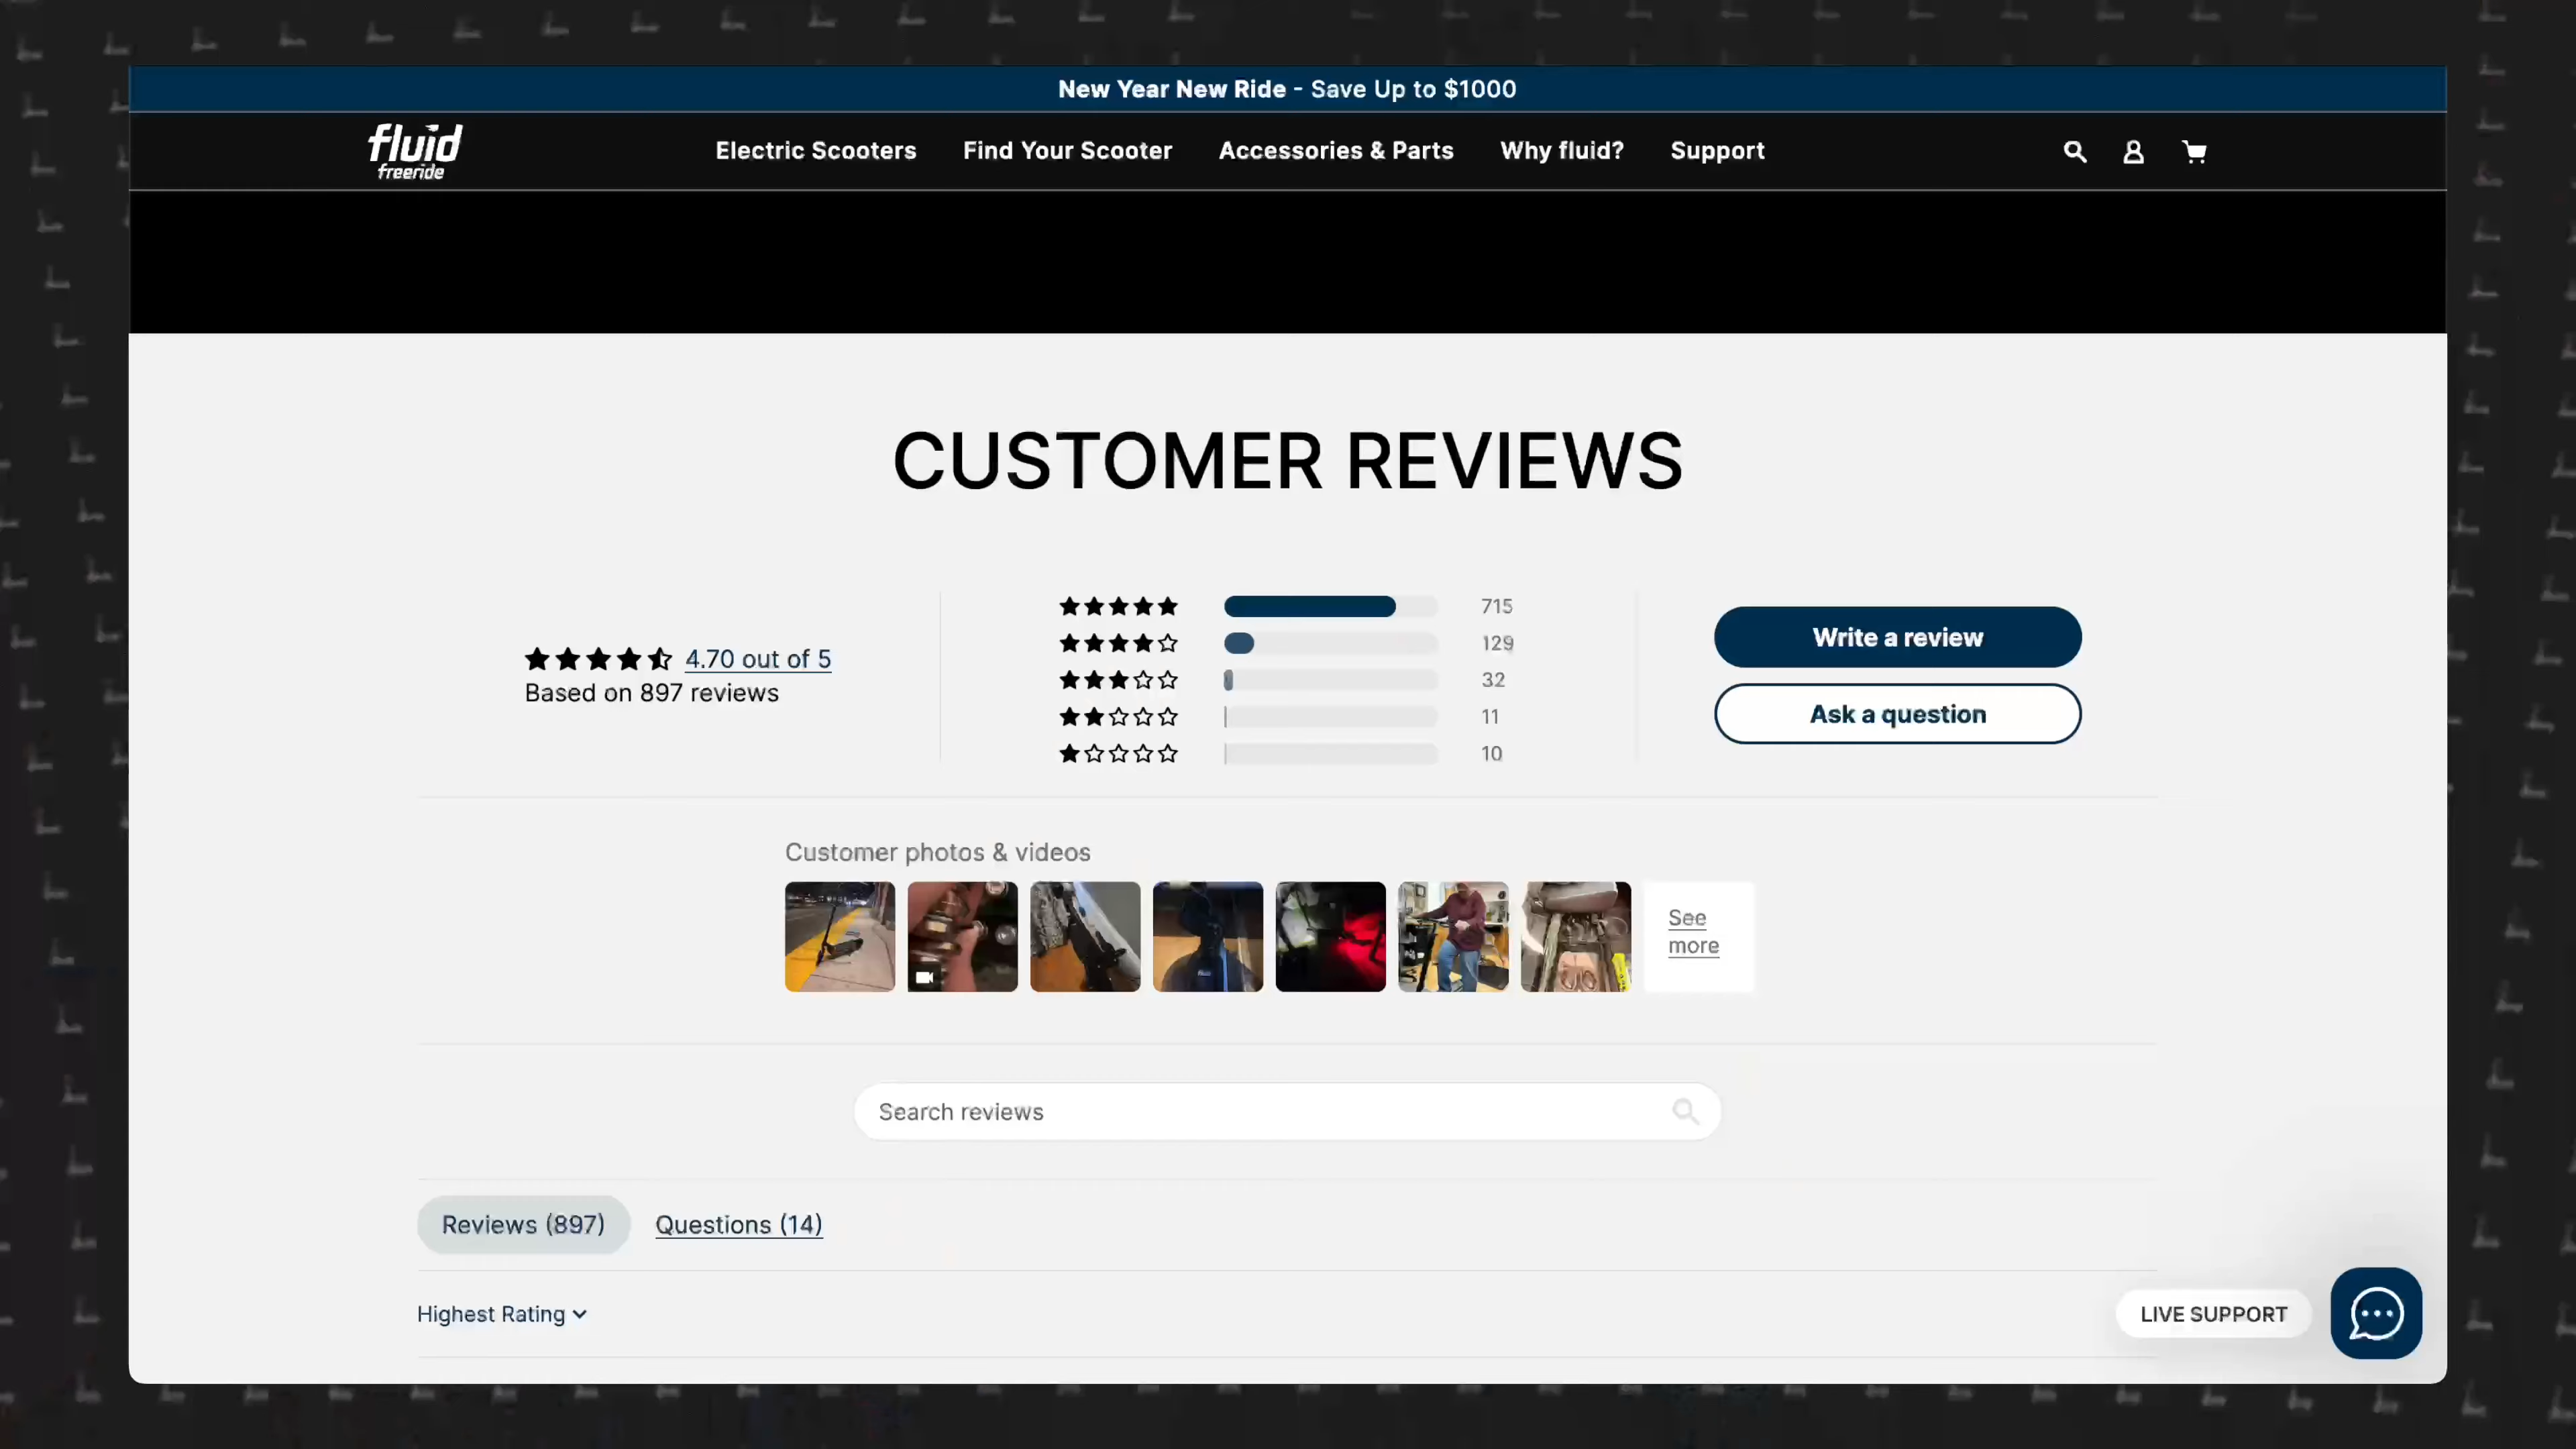 New Year New Ride - Save Up to $1000
fluid
freeride
Electric Scooters
Find Your Scooter
Accessories & Parts
Why fluid?
Support
CUSTOMER REVIEWS
4.70 out of 5
Based on 897 reviews
715
129
32
11
10
Write a review
Ask a question
Customer photos & videos
See
more
Search reviews
Reviews (897)
Questions (14)
Highest Rating
LIVE SUPPORT